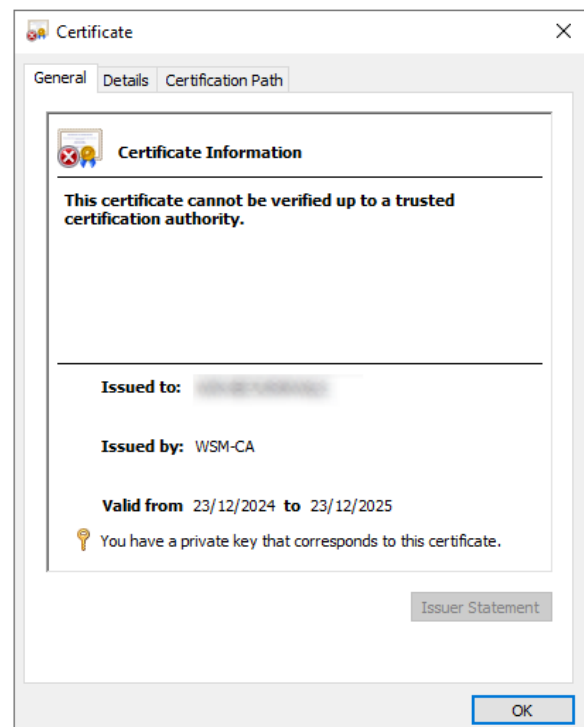 Certificate
General Details Certification Path
Certificate Information
This certificate cannot be verified up to a trusted
certification authority.
Issued to:
Issued by: WSM-CA
Valid from 23/12/2024 to 23/12/2025
You have a private key that corresponds to this certificate.
Issuer Statement
OK